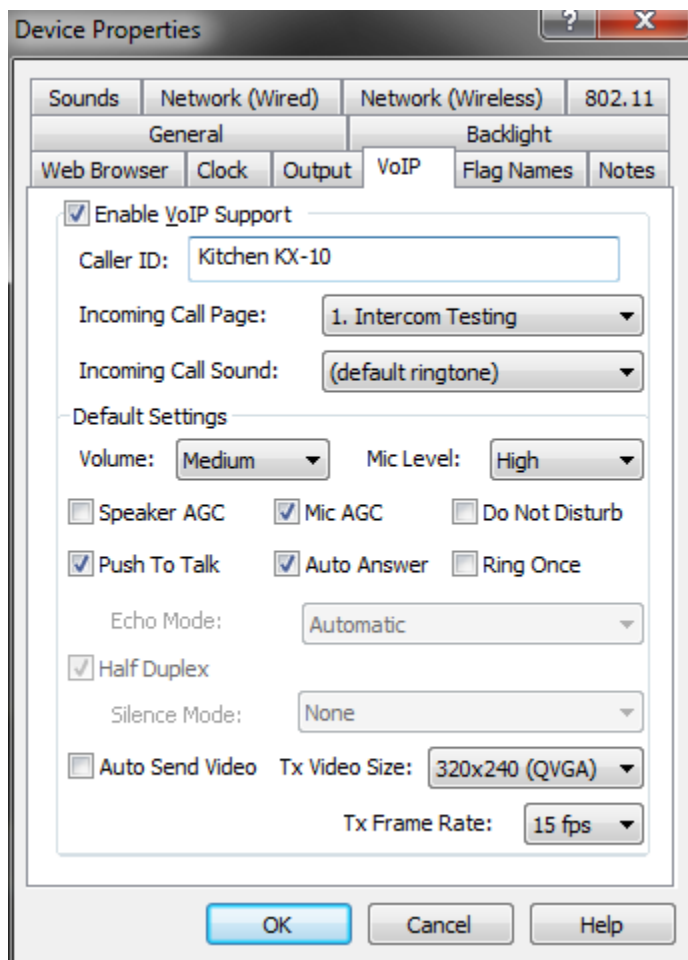 Device Properties
?
Sounds Network (Wired) Network (Wireless) 802.11
General Backlight
Web Browser Clock Output VoIP Flag Names Notes
Enable VoIP Support
Caller ID: Kitchen KX-10
Incoming Call Page: 1. Intercom Testing
Incoming Call Sound: (default ringtone)
Default Settings
Volume: Medium Mic Level: High
Speaker AGC Mic AGC Do Not Disturb
Push To Talk Auto Answer Ring Once
Echo Mode: Automatic
Half Duplex
Silence Mode: None
Auto Send Video Tx Video Size: 320x240 (QVGA)
Tx Frame Rate: 15 fps
OK Cancel Help